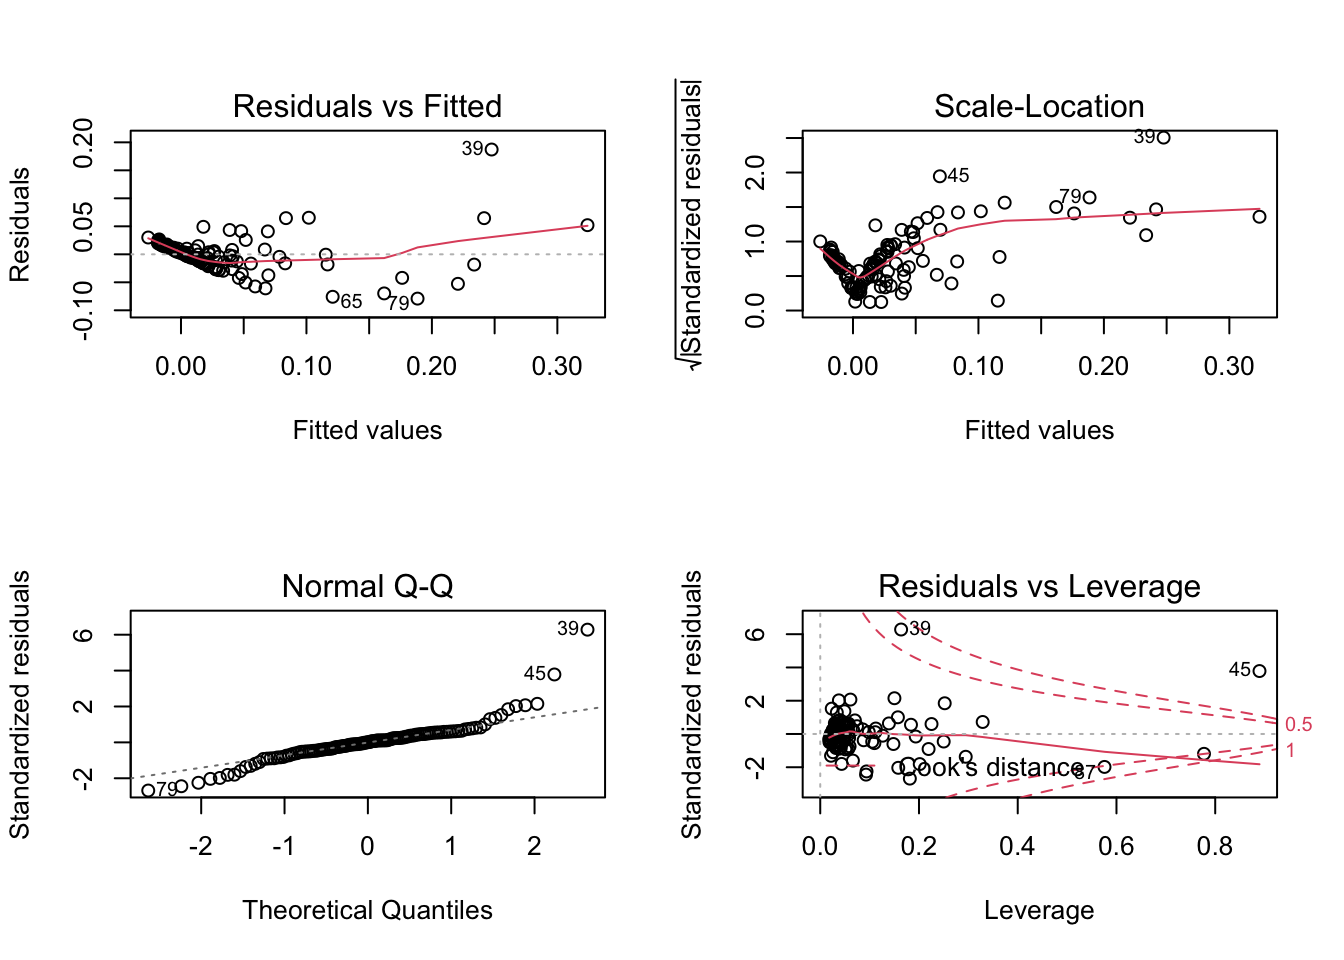 Residuals vs Fitted
Residuals
-0.10 0.05 0.20
39
65
79
0.00 0.10 0.20 0.30
Fitted values
Scale-Location
√|Standardized residuals|
0.0 1.0 2.0
39
45
79
0.00 0.10 0.20 0.30
Fitted values
Normal Q-Q
Standardized residuals
-2 2 6
39
45
79
-2 -1 0 1 2
Theoretical Quantiles
Residuals vs Leverage
Standardized residuals
-2 2 6
39
45
0.5
1
Cook's distance
37
0.0 0.2 0.4 0.6 0.8
Leverage